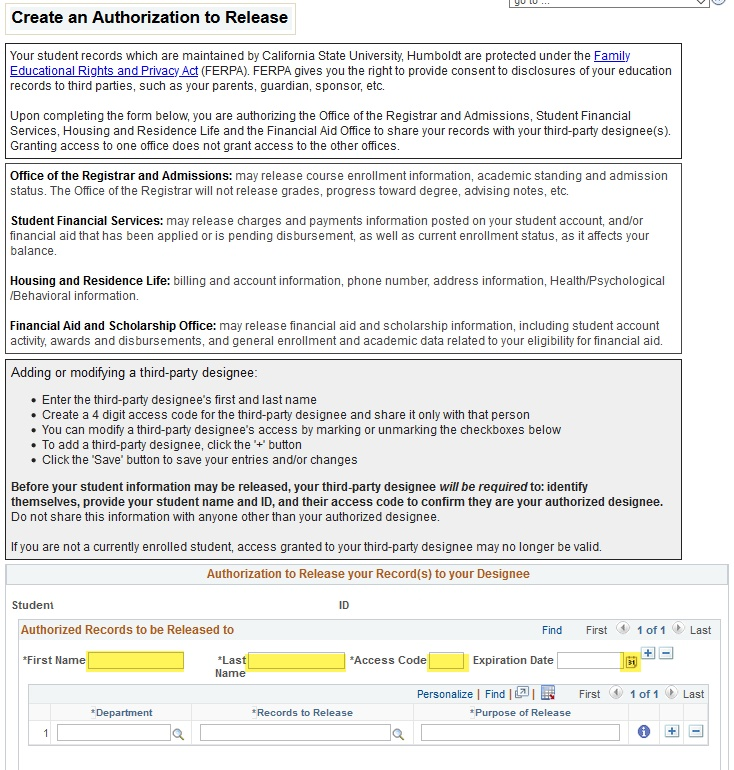 go to ...
Create an Authorization to Release
Your student records which are maintained by California State University, Humboldt are protected under the Family
Educational Rights and Privacy Act (FERPA). FERPA gives you the right to provide consent to disclosures of your education
records to third parties, such as your parents, guardian, sponsor, etc.
Upon completing the form below, you are authorizing the Office of the Registrar and Admissions, Student Financial
Services, Housing and Residence Life and the Financial Aid Office to share your records with your third-party designee(s).
Granting access to one office does not grant access to the other offices.
Office of the Registrar and Admissions: may release course enrollment information, academic standing and admission
status. The Office of the Registrar will not release grades, progress toward degree, advising notes, etc.
Student Financial Services: may release charges and payments information posted on your student account, and/or
financial aid that has been applied or is pending disbursement, as well as current enrollment status, as it affects your
balance.
Housing and Residence Life: billing and account information, phone number, address information, Health/Psychological
/Behavioral information.
Financial Aid and Scholarship Office: may release financial aid and scholarship information, including student account
activity, awards and disbursements, and general enrollment and academic data related to your eligibility for financial aid.
Adding or modifying a third-party designee:
• Enter the third-party designee's first and last name
• Create a 4 digit access code for the third-party designee and share it only with that person
• You can modify a third-party designee's access by marking or unmarking the checkboxes below
• To add a third-party designee, click the '+' button
• Click the 'Save' button to save your entries and/or changes
Before your student information may be released, your third-party designee will be required to: identify
themselves, provide your student name and ID, and their access code to confirm they are your authorized designee.
Do not share this information with anyone other than your authorized designee.
If you are not a currently enrolled student, access granted to your third-party designee may no longer be valid.
Authorization to Release your Record(s) to your Designee
Student ID
Authorized Records to be Released to Find First 1 of 1 Last
*First Name *Last Name *Access Code Expiration Date 31 + −
Personalize | Find | | First 1 of 1 Last
*Department *Records to Release *Purpose of Release
1 i + −